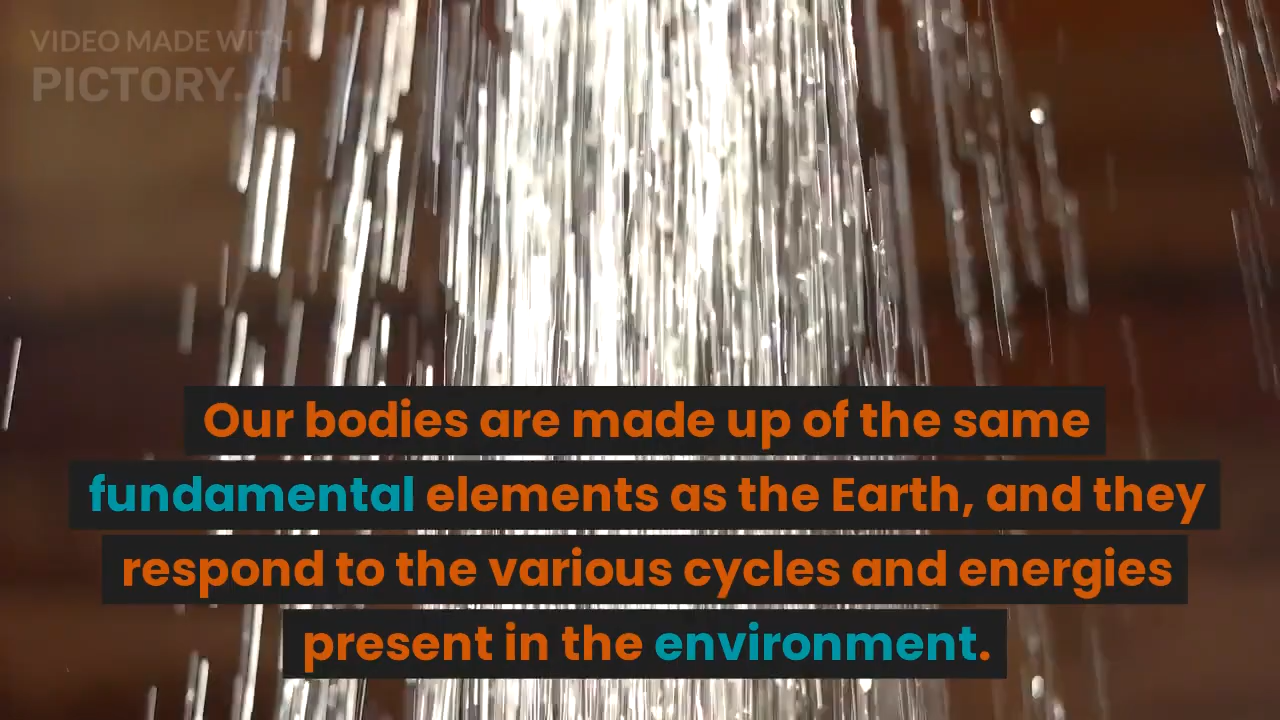 VIDEO MADE WITH
PICTORY.AI
Our bodies are made up of the same
fundamental elements as the Earth, and they
respond to the various cycles and energies
present in the environment.